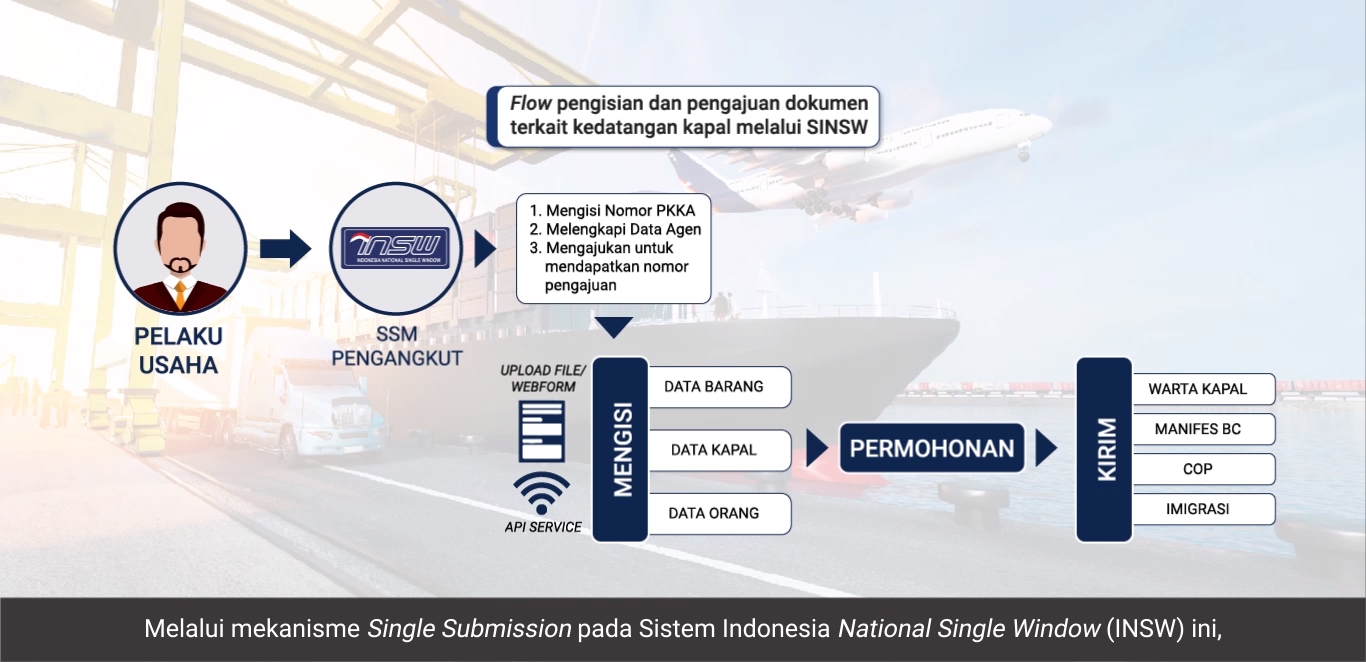 Flow pengisian dan pengajuan dokumen
terkait kedatangan kapal melalui SINSW
PELAKU
USAHA
INSW
INDONESIA NATIONAL SINGLE WINDOW
SSM
PENGANGKUT
1. Mengisi Nomor PKKA
2. Melengkapi Data Agen
3. Mengajukan untuk
mendapatkan nomor
pengajuan
UPLOAD FILE/
WEBFORM
API SERVICE
MENGISI
DATA BARANG
DATA KAPAL
DATA ORANG
PERMOHONAN
KIRIM
WARTA KAPAL
MANIFES BC
COP
IMIGRASI
Melalui mekanisme Single Submission pada Sistem Indonesia National Single Window (INSW) ini,